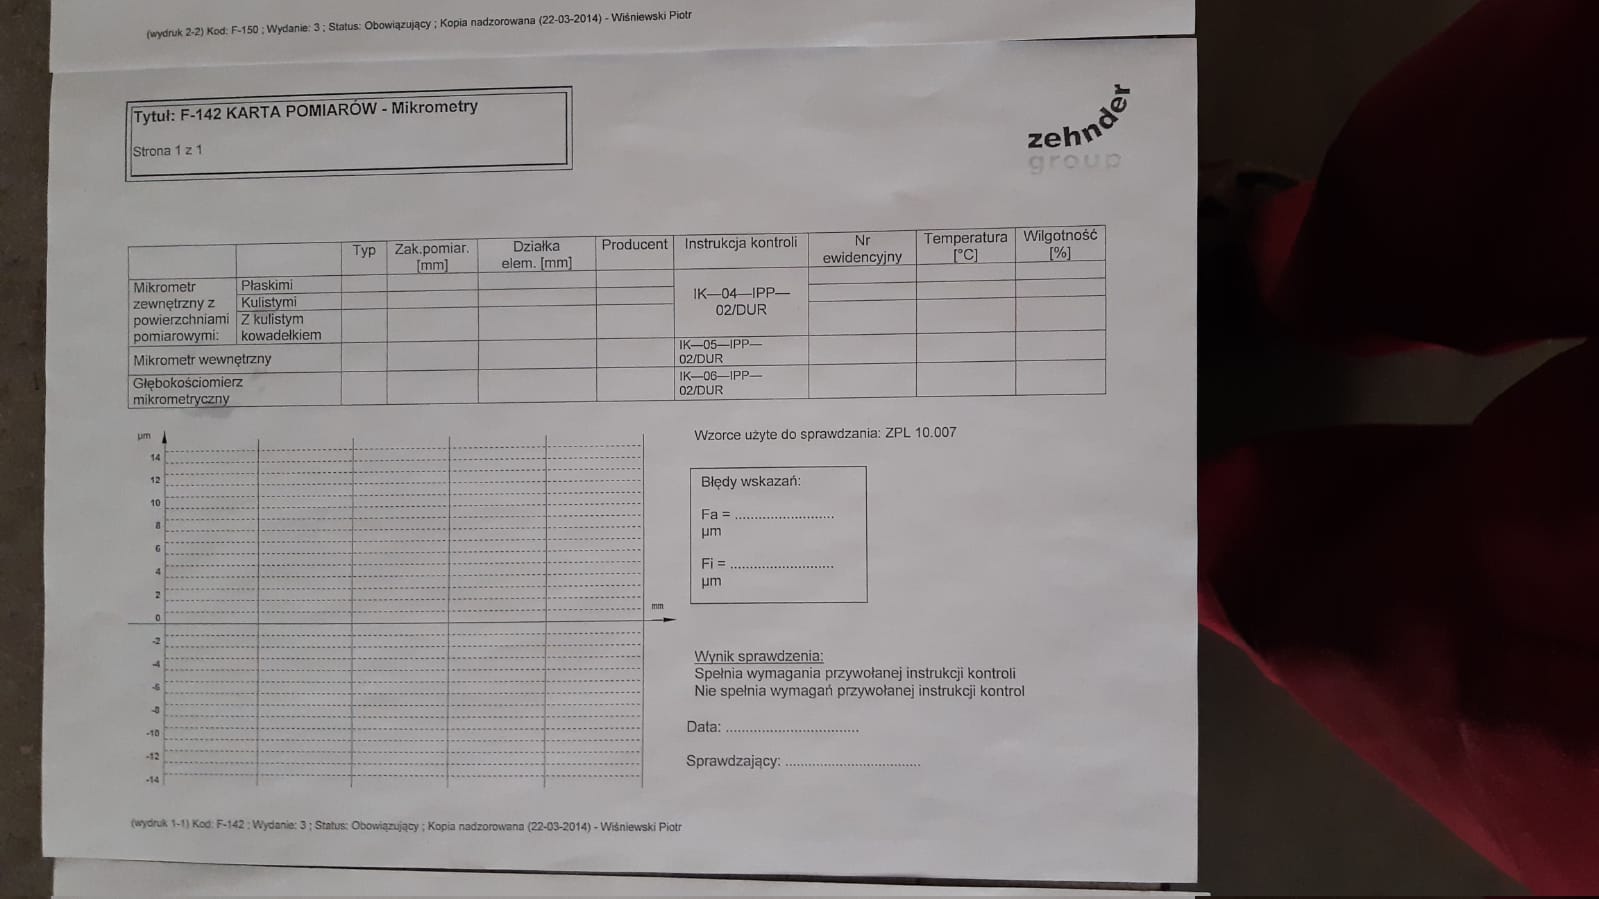 (wydruk 2-2) Kod: F-150 ; Wydanie: 3 ; Status: Obowiązujący ; Kopia nadzorowana (22-03-2014) - Wiśniewski Piotr
Tytuł: F-142 KARTA POMIARÓW - Mikrometry
Strona 1 z 1
zehnder
group
Typ
Zak.pomiar.
[mm]
Działka
elem. [mm]
Producent
Instrukcja kontroli
Nr
ewidencyjny
Temperatura
[°C]
Wilgotność
[%]
Mikrometr
zewnętrzny z
powierzchniami
pomiarowymi:
Płaskimi
Kulistymi
Z kulistym
kowadełkiem
IK—04—IPP—
02/DUR
Mikrometr wewnętrzny
IK—05—IPP—
02/DUR
Głębokościomierz
mikrometryczny
IK—06—IPP—
02/DUR
µm
14
12
10
8
6
4
2
0
-2
-4
-6
-8
-10
-12
-14
mm
Wzorce użyte do sprawdzania: ZPL 10.007
Błędy wskazań:
Fa = ........................
µm
Fi = .........................
µm
Wynik sprawdzenia:
Spełnia wymagania przywołanej instrukcji kontroli
Nie spełnia wymagań przywołanej instrukcji kontrol
Data: ................................
Sprawdzający: .................................
(wydruk 1-1) Kod: F-142 ; Wydanie: 3 ; Status: Obowiązujący ; Kopia nadzorowana (22-03-2014) - Wiśniewski Piotr